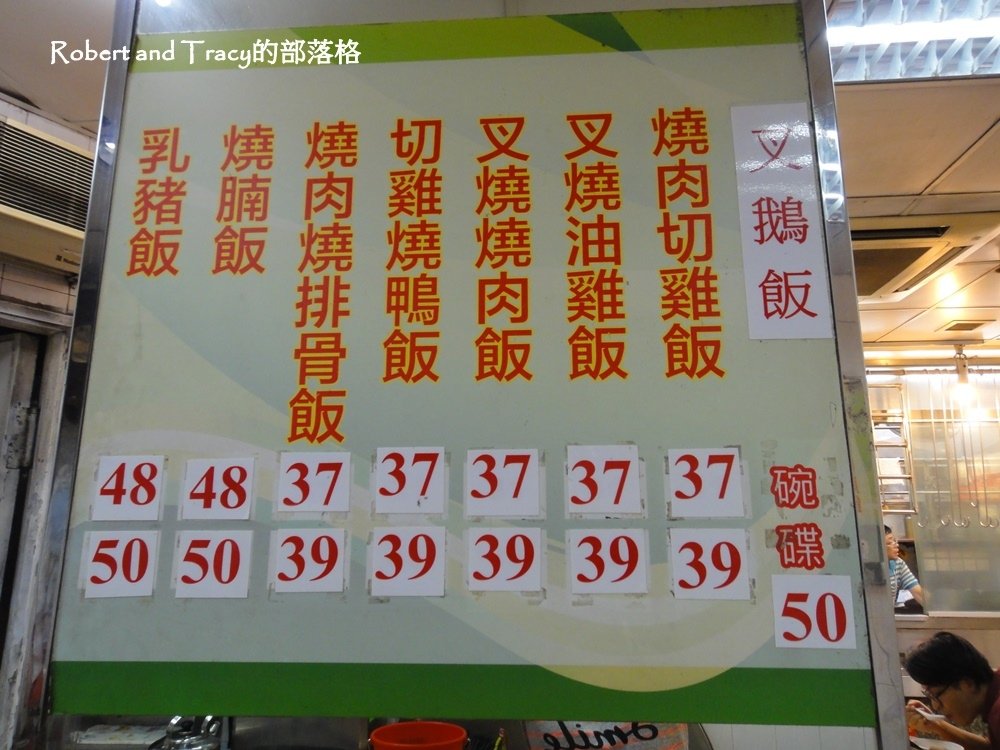 Robert and Tracy的部落格
叉鵝飯
燒肉切雞飯
叉燒油雞飯
叉燒燒肉飯
切雞燒鴨飯
燒肉燒排骨飯
燒腩飯
乳豬飯
48 48 37 37 37 37 37 碗
50 50 39 39 39 39 39 碟
50
Smile